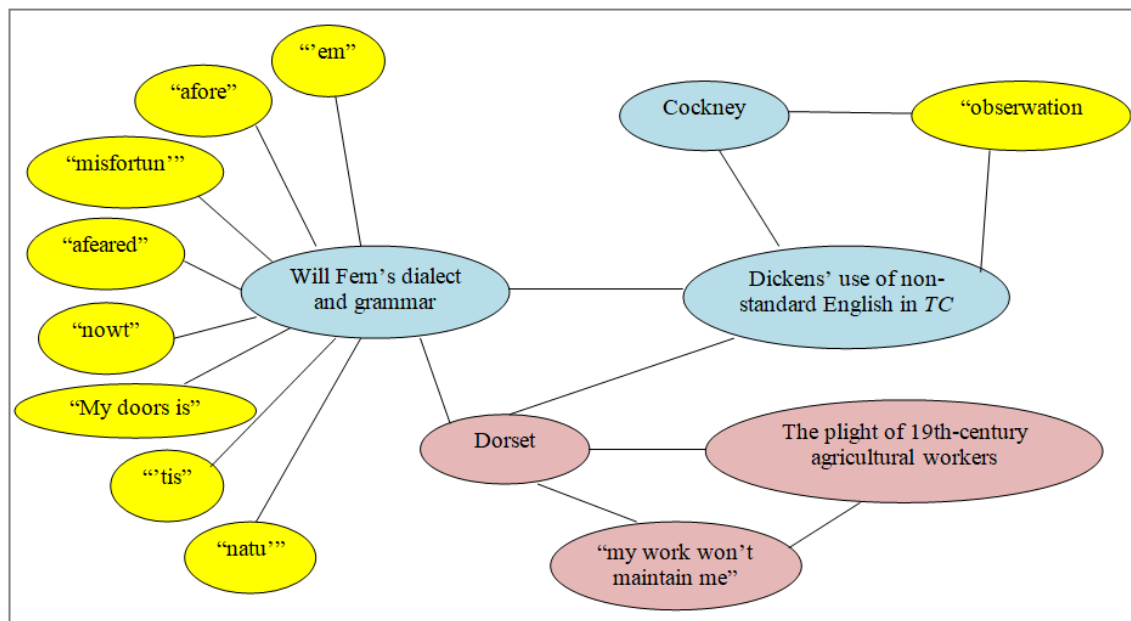 “’em”
“afore”
Cockney
“observation
“misfortun’”
“afeared”
Will Fern’s dialect
and grammar
Dickens’ use of non-
standard English in TC
“nowt”
“My doors is”
Dorset
The plight of 19th-century
agricultural workers
“’tis”
“natu’”
“my work won’t
maintain me”